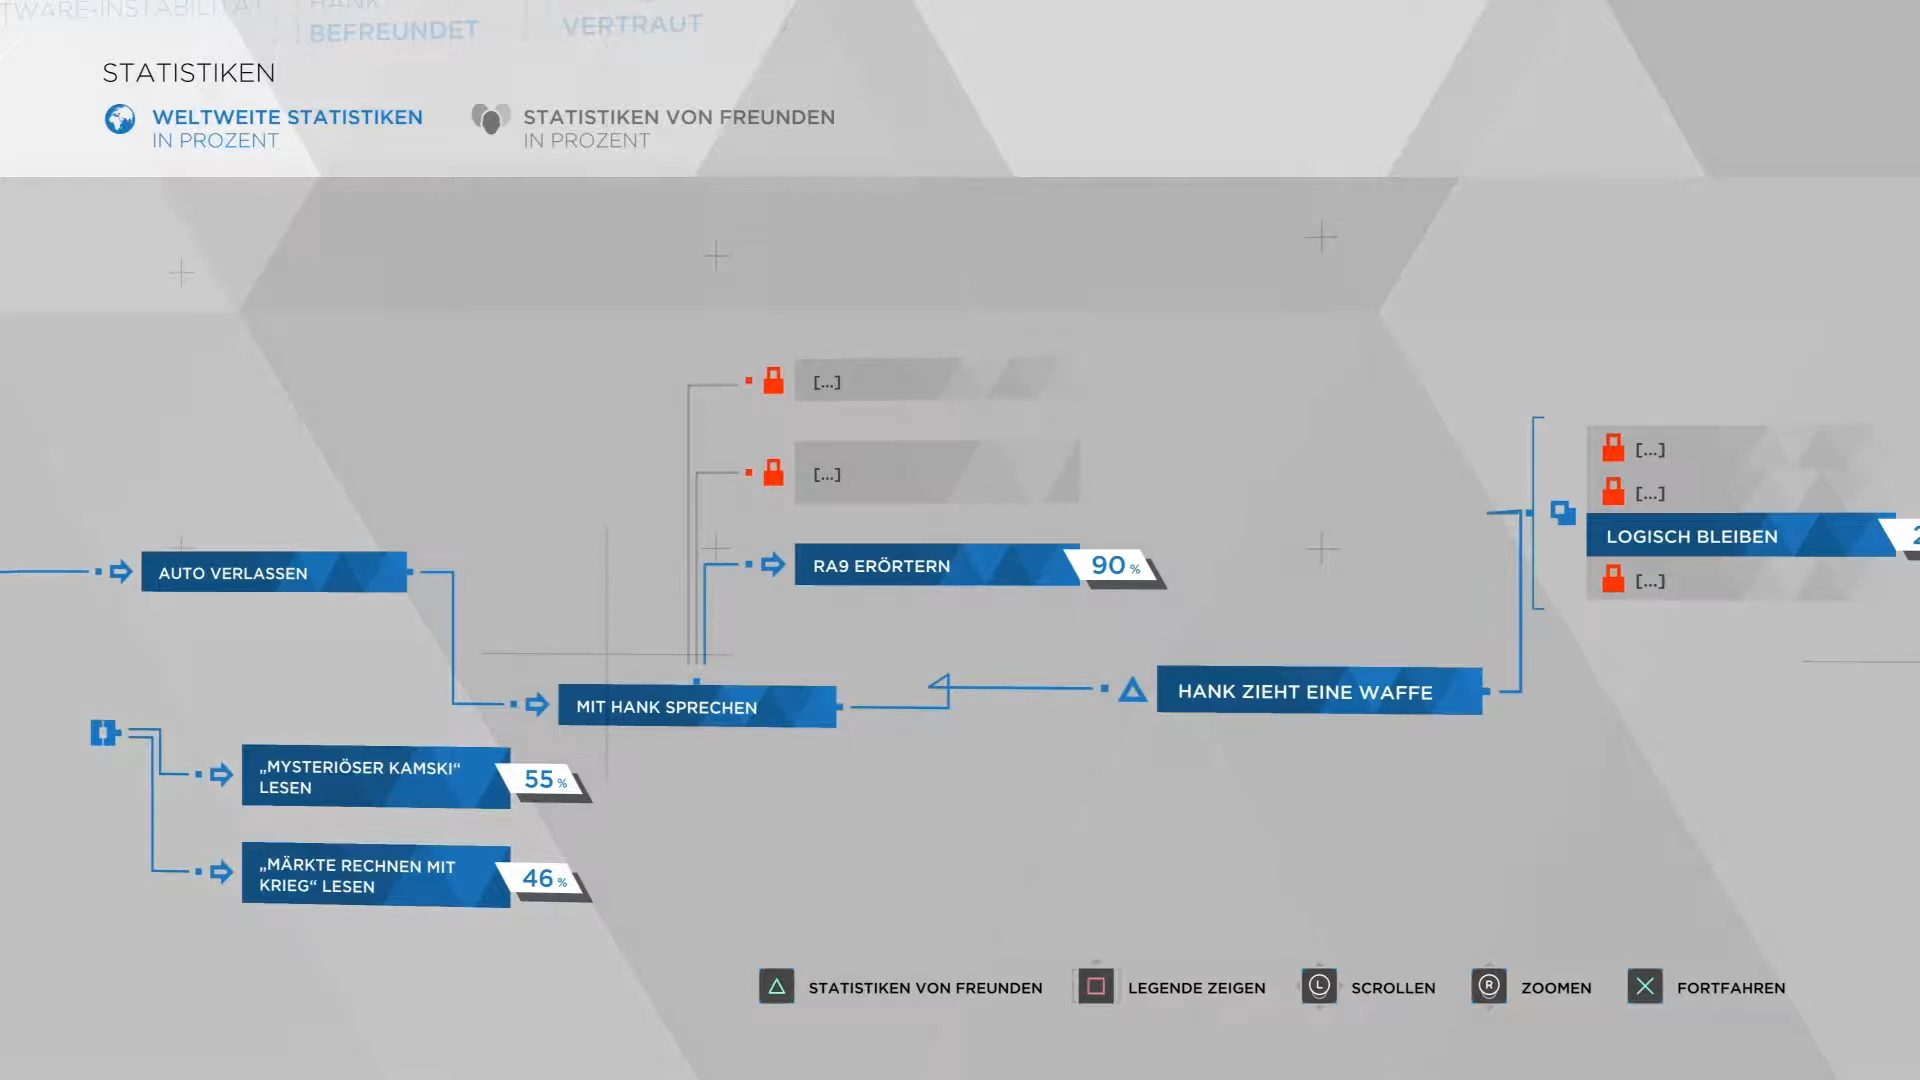 HANK
BEFREUNDET
VERTRAUT
STATISTIKEN
WELTWEITE STATISTIKEN
IN PROZENT
STATISTIKEN VON FREUNDEN
IN PROZENT
[...]
[...]
RA9 ERÖRTERN
90 %
AUTO VERLASSEN
MIT HANK SPRECHEN
HANK ZIEHT EINE WAFFE
[...]
[...]
LOGISCH BLEIBEN
[...]
„MYSTERIÖSER KAMSKI“
LESEN
55 %
„MÄRKTE RECHNEN MIT
KRIEG“ LESEN
46 %
STATISTIKEN VON FREUNDEN
LEGENDE ZEIGEN
L
SCROLLEN
R
ZOOMEN
FORTFAHREN